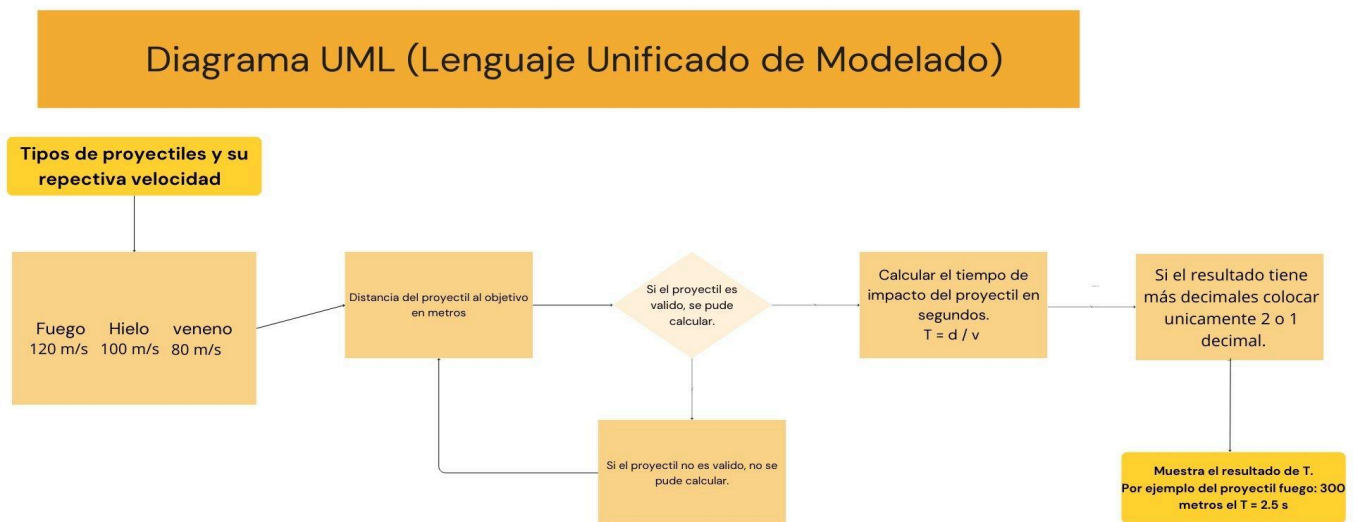 Diagrama UML (Lenguaje Unificado de Modelado)
Tipos de proyectiles y su
repectiva velocidad
Fuego Hielo veneno
120 m/s 100 m/s 80 m/s
Distancia del proyectil al objetivo
en metros
Si el proyectil es
valido, se pude
calcular.
Si el proyectil no es valido, no se
pude calcular.
Calcular el tiempo de
impacto del proyectil en
segundos.
T = d / v
Si el resultado tiene
más decimales colocar
unicamente 2 o 1
decimal.
Muestra el resultado de T.
Por ejemplo del proyectil fuego: 300
metros el T = 2.5 s